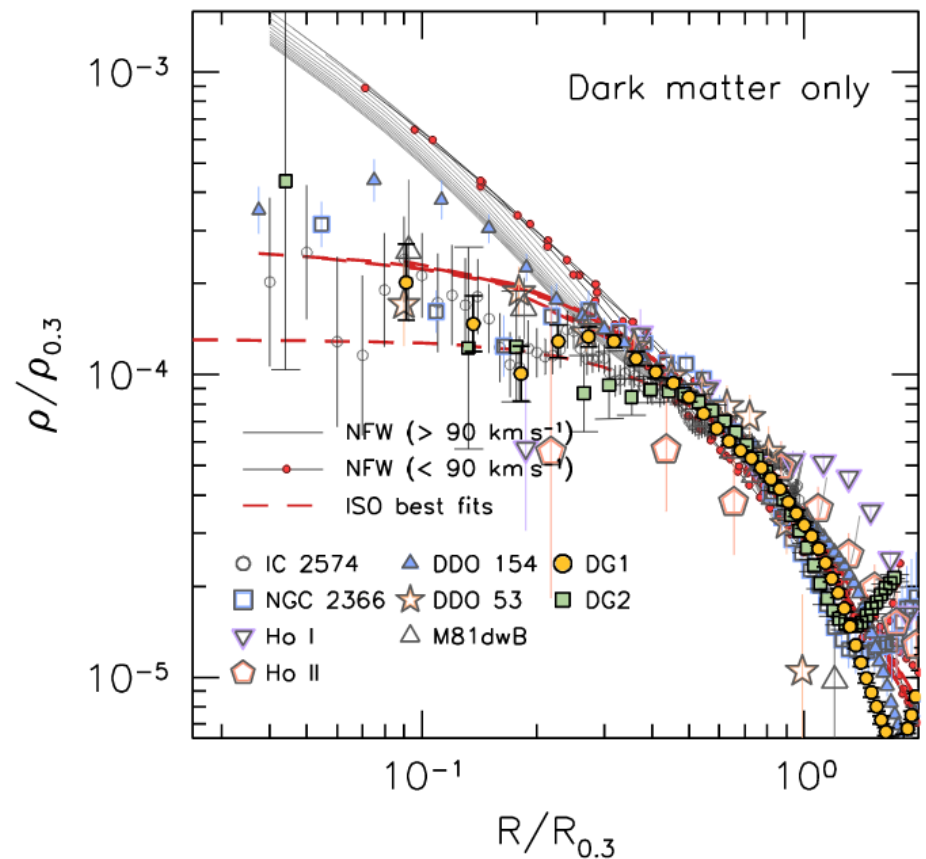 10⁻³
Dark matter only
10⁻⁴
ρ/ρ₀.₃
NFW (> 90 km s⁻¹)
NFW (< 90 km s⁻¹)
ISO best fits
IC 2574
DDO 154
DG1
NGC 2366
DDO 53
DG2
Ho I
M81dwB
Ho II
10⁻⁵
10⁻¹
10⁰
R/R₀.₃